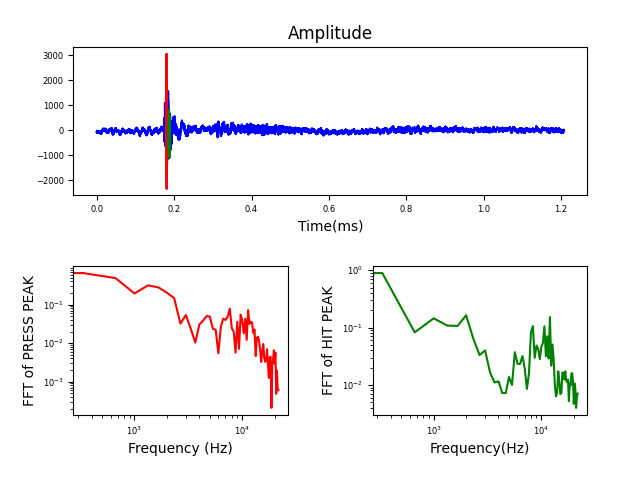 Amplitude
3000
2000
1000
0
−1000
−2000
0.0 0.2 0.4 0.6 0.8 1.0 1.2
Time(ms)
FFT of PRESS PEAK
10⁻¹
10⁻²
10⁻³
10³ 10⁴
Frequency (Hz)
FFT of HIT PEAK
10⁰
10⁻¹
10⁻²
10³ 10⁴
Frequency(Hz)